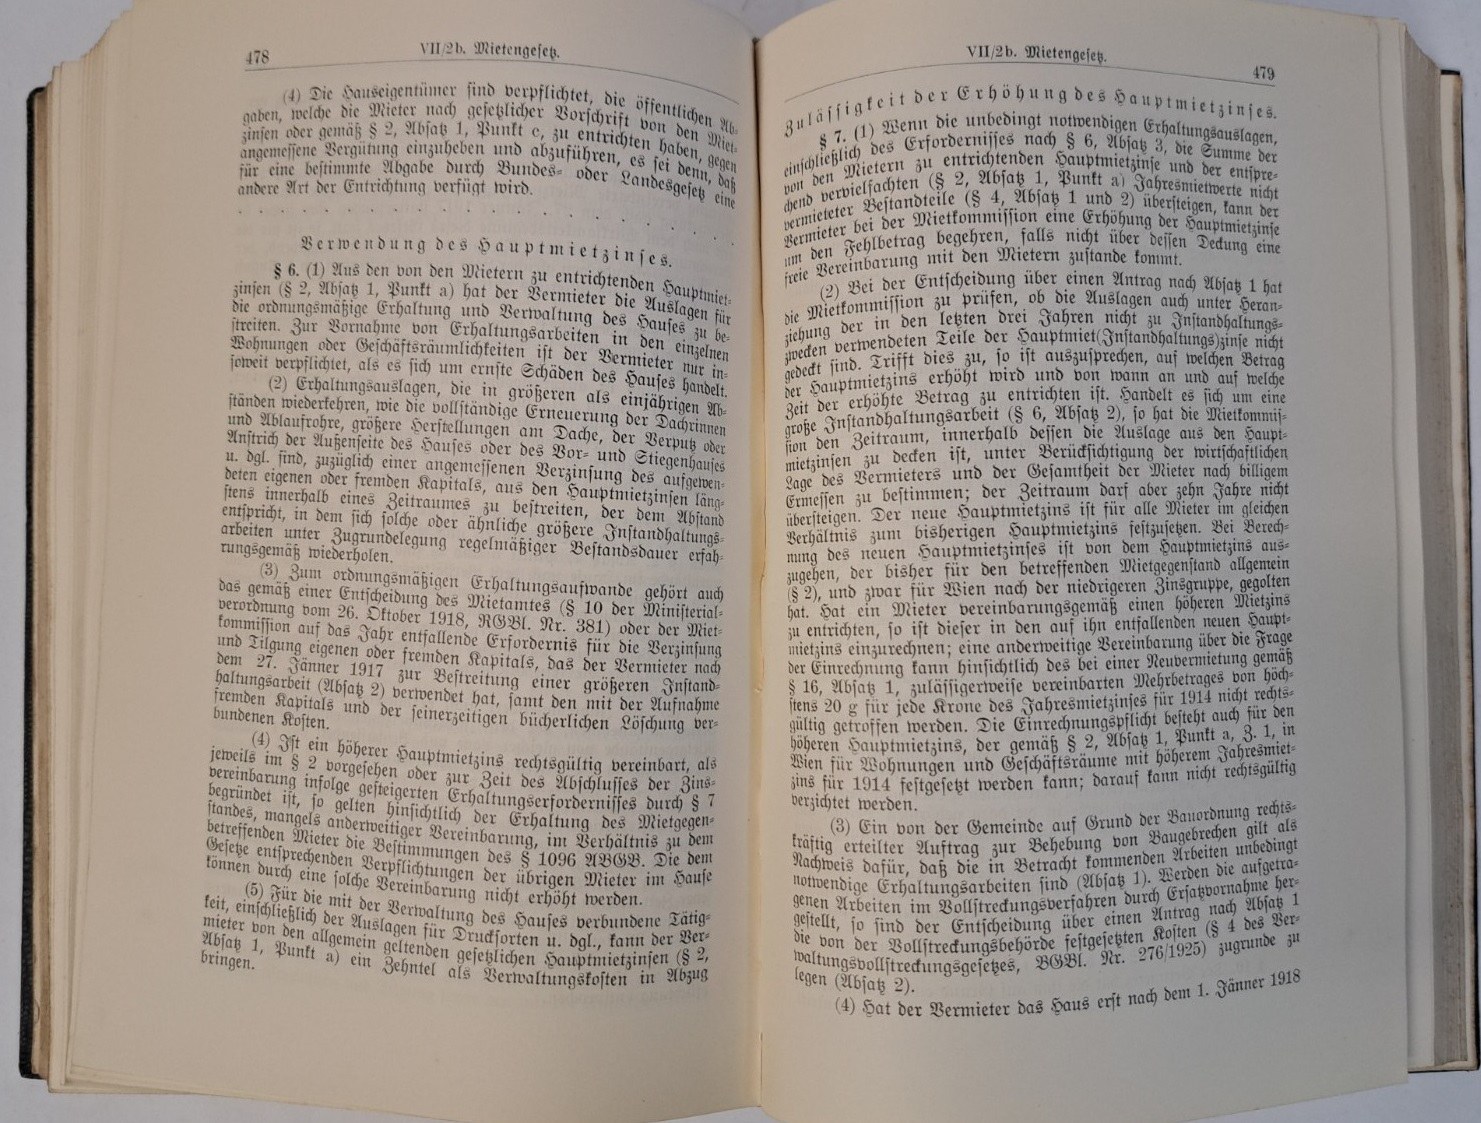 478
VII/2b. Mietengesetz.
(4) Die Hauseigentümer sind verpflichtet, die öffentlichen Ab-
gaben, welche die Mieter nach gesetzlicher Vorschrift von den Miet-
zinsen oder gemäß § 2, Absatz 1, Punkt c, zu entrichten haben, gegen
angemessene Vergütung einzuheben und abzuführen, es sei denn, daß
für eine bestimmte Abgabe durch Bundes- oder Landesgesetz eine
andere Art der Entrichtung verfügt wird.
. . . . . . . . . . . . . . . . . . . .
Verwendung des Hauptmietzinses.
§ 6. (1) Aus den von den Mietern zu entrichtenden Hauptmiet-
zinsen (§ 2, Absatz 1, Punkt a) hat der Vermieter die Auslagen für
die ordnungsmäßige Erhaltung und Verwaltung des Hauses zu be-
streiten. Zur Vornahme von Erhaltungsarbeiten in den einzelnen
Wohnungen oder Geschäftsräumlichkeiten ist der Vermieter nur in-
soweit verpflichtet, als es sich um ernste Schäden des Hauses handelt.
(2) Erhaltungsauslagen, die in größeren als einjährigen Ab-
ständen wiederkehren, wie die vollständige Erneuerung der Dachrinnen
und Ablaufrohre, größere Herstellungen am Dache, der Verputz oder
Anstrich der Außenseite des Hauses oder des Vor- und Stiegenhauses
u. dgl. sind, zuzüglich einer angemessenen Verzinsung des aufgewen-
deten eigenen oder fremden Kapitals, aus den Hauptmietzinsen läng-
stens innerhalb eines Zeitraumes zu bestreiten, der dem Abstand
entspricht, in dem sich solche oder ähnliche größere Instandhaltungs-
arbeiten unter Zugrundelegung regelmäßiger Bestandsdauer erfah-
rungsgemäß wiederholen.
(3) Zum ordnungsmäßigen Erhaltungsaufwande gehört auch
das gemäß einer Entscheidung des Mietamtes (§ 10 der Ministerial-
verordnung vom 26. Oktober 1918, RGBl. Nr. 381) oder der Miet-
kommission auf das Jahr entfallende Erfordernis für die Verzinsung
und Tilgung eigenen oder fremden Kapitals, das der Vermieter nach
dem 27. Jänner 1917 zur Bestreitung einer größeren Instand-
haltungsarbeit (Absatz 2) verwendet hat, samt den mit der Aufnahme
fremden Kapitals und der seinerzeitigen bücherlichen Löschung ver-
bundenen Kosten.
(4) Ist ein höherer Hauptmietzins rechtsgültig vereinbart, als
jeweils im § 2 vorgesehen oder zur Zeit des Abschlusses der Zins-
vereinbarung infolge gesteigerten Erhaltungserfordernisses durch § 7
begründet ist, so gelten hinsichtlich der Erhaltung des Mietgegen-
standes, mangels anderweitiger Vereinbarung, im Verhältnis zu dem
betreffenden Mieter die Bestimmungen des § 1096 ABGB. Die dem
Gesetze entsprechenden Verpflichtungen der übrigen Mieter im Hause
können durch eine solche Vereinbarung nicht erhöht werden.
(5) Für die mit der Verwaltung des Hauses verbundene Tätig-
keit, einschließlich der Auslagen für Drucksorten u. dgl., kann der Ver-
mieter von den allgemein geltenden gesetzlichen Hauptmietzinsen (§ 2,
Absatz 1, Punkt a) ein Zehntel als Verwaltungskosten in Abzug
bringen.
VII/2b. Mietengesetz.
479
Zulässigkeit der Erhöhung des Hauptmietzinses.
§ 7. (1) Wenn die unbedingt notwendigen Erhaltungsauslagen,
einschließlich des Erfordernisses nach § 6, Absatz 3, die Summe der
von den Mietern zu entrichtenden Hauptmietzinse und der entspre-
chend vervielfachten (§ 2, Absatz 1, Punkt a) Jahresmietwerte nicht
vermieteter Bestandteile (§ 4, Absatz 1 und 2) übersteigen, kann der
Vermieter bei der Mietkommission eine Erhöhung der Hauptmietzinse
um den Fehlbetrag begehren, falls nicht über dessen Deckung eine
freie Vereinbarung mit den Mietern zustande kommt.
(2) Bei der Entscheidung über einen Antrag nach Absatz 1 hat
die Mietkommission zu prüfen, ob die Auslagen auch unter Heran-
ziehung der in den letzten drei Jahren nicht zu Instandhaltungs-
zwecken verwendeten Teile der Hauptmiet(Instandhaltungs)zinse nicht
gedeckt sind. Trifft dies zu, so ist auszusprechen, auf welchen Betrag
der Hauptmietzins erhöht wird und von wann an und auf welche
Zeit der erhöhte Betrag zu entrichten ist. Handelt es sich um eine
große Instandhaltungsarbeit (§ 6, Absatz 2), so hat die Mietkommis-
sion den Zeitraum, innerhalb dessen die Auslage aus den Haupt-
mietzinsen zu decken ist, unter Berücksichtigung der wirtschaftlichen
Lage des Vermieters und der Gesamtheit der Mieter nach billigem
Ermessen zu bestimmen; der Zeitraum darf aber zehn Jahre nicht
übersteigen. Der neue Hauptmietzins ist für alle Mieter im gleichen
Verhältnis zum bisherigen Hauptmietzins festzusetzen. Bei Berech-
nung des neuen Hauptmietzinses ist von dem Hauptmietzins aus-
zugehen, der bisher für den betreffenden Mietgegenstand allgemein
(§ 2), und zwar für Wien nach der niedrigeren Zinsgruppe, gegolten
hat. Hat ein Mieter vereinbarungsgemäß einen höheren Mietzins
zu entrichten, so ist dieser in den auf ihn entfallenden neuen Haupt-
mietzins einzurechnen; eine anderweitige Vereinbarung über die Frage
der Einrechnung kann hinsichtlich des bei einer Neuvermietung gemäß
§ 16, Absatz 1, zulässigerweise vereinbarten Mehrbetrages von höch-
stens 20 g für jede Krone des Jahresmietzinses für 1914 nicht rechts-
gültig getroffen werden. Die Einrechnungspflicht besteht auch für den
höheren Hauptmietzins, der gemäß § 2, Absatz 1, Punkt a, Z. 1, in
Wien für Wohnungen und Geschäftsräume mit höherem Jahresmiet-
zins für 1914 festgesetzt werden kann; darauf kann nicht rechtsgültig
verzichtet werden.
(3) Ein von der Gemeinde auf Grund der Bauordnung rechts-
kräftig erteilter Auftrag zur Behebung von Baugebrechen gilt als
Nachweis dafür, daß die in Betracht kommenden Arbeiten unbedingt
notwendige Erhaltungsarbeiten sind (Absatz 1). Werden die aufgetra-
genen Arbeiten im Vollstreckungsverfahren durch Ersatzvornahme her-
gestellt, so sind der Entscheidung über einen Antrag nach Absatz 1
die von der Vollstreckungsbehörde festgesetzten Kosten (§ 4 des Ver-
waltungsvollstreckungsgesetzes, BGBl. Nr. 276/1925) zugrunde zu
legen (Absatz 2).
(4) Hat der Vermieter das Haus erst nach dem 1. Jänner 1918